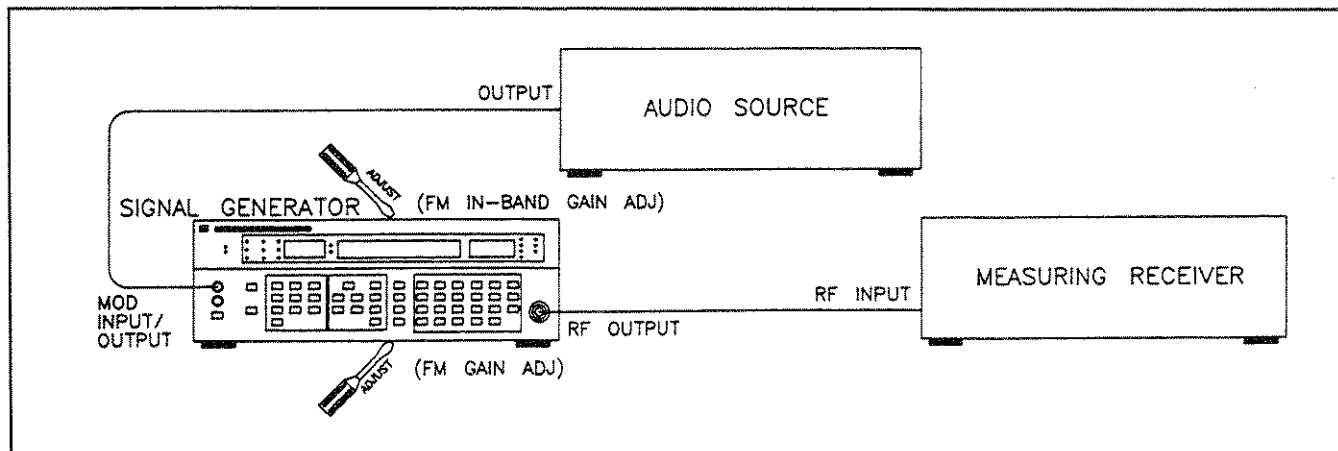 OUTPUT
AUDIO SOURCE
ADJUST
(FM IN-BAND GAIN ADJ)
SIGNAL GENERATOR
MEASURING RECEIVER
RF INPUT
MOD
INPUT/
OUTPUT
RF OUTPUT
ADJUST
(FM GAIN ADJ)